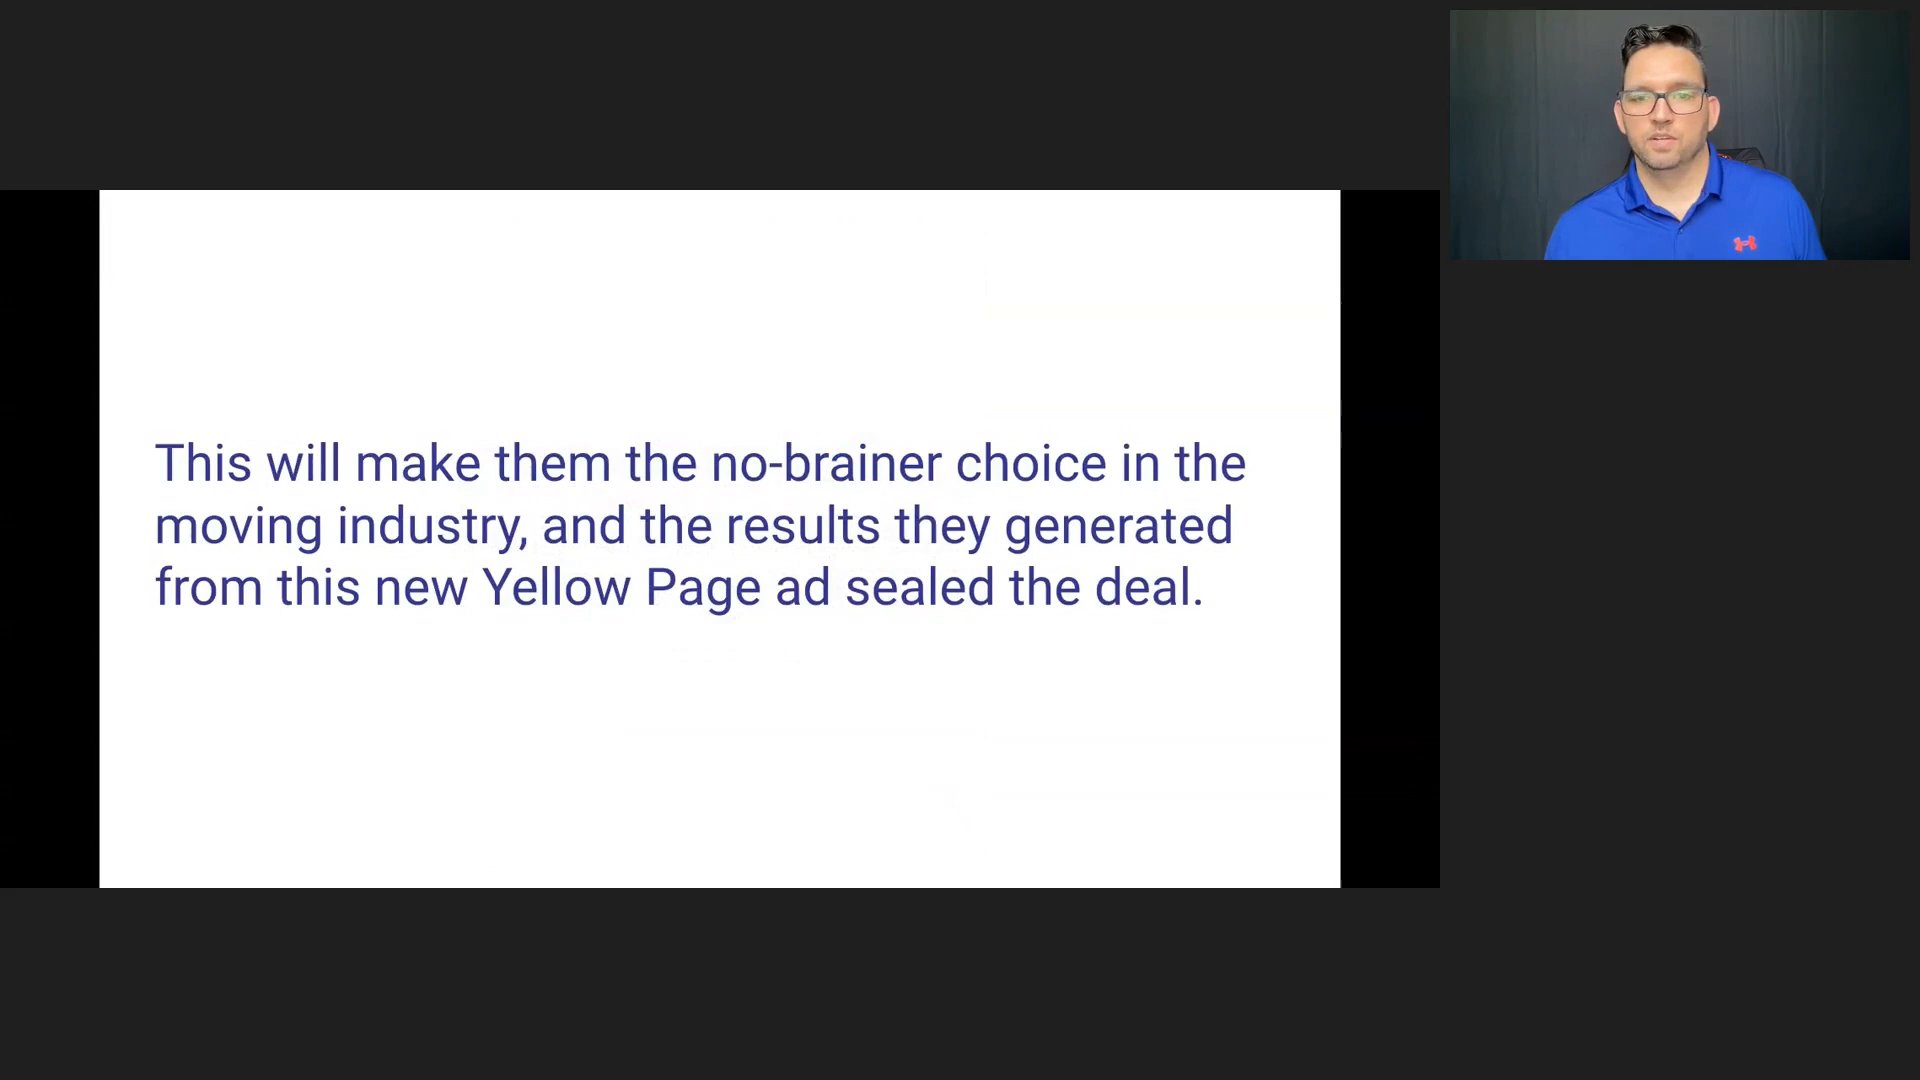 This will make them the no-brainer choice in the
moving industry, and the results they generated
from this new Yellow Page ad sealed the deal.